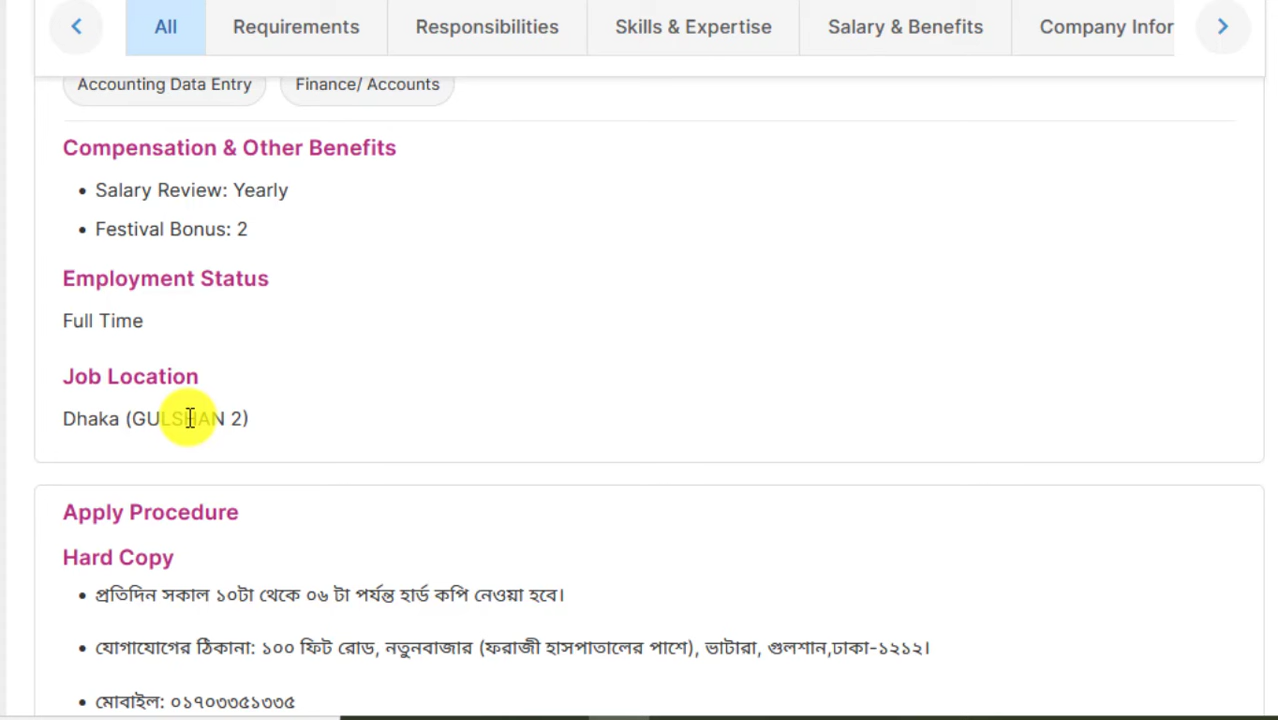 All
Requirements
Responsibilities
Skills & Expertise
Salary & Benefits
Company Infor
Accounting Data Entry
Finance/ Accounts
Compensation & Other Benefits
• Salary Review: Yearly
• Festival Bonus: 2
Employment Status
Full Time
Job Location
Dhaka (GULSHAN 2)
Apply Procedure
Hard Copy
• প্রতিদিন সকাল ১০টা থেকে ০৬ টা পর্যন্ত হার্ড কপি নেওয়া হবে।
• যোগাযোগের ঠিকানা: ১০০ ফিট রোড, নতুনবাজার (ফরাজী হাসপাতালের পাশে), ভাটারা, গুলশান,ঢাকা-১২১২।
• মোবাইল: ০১৭০৩৩৫১৩৩৫